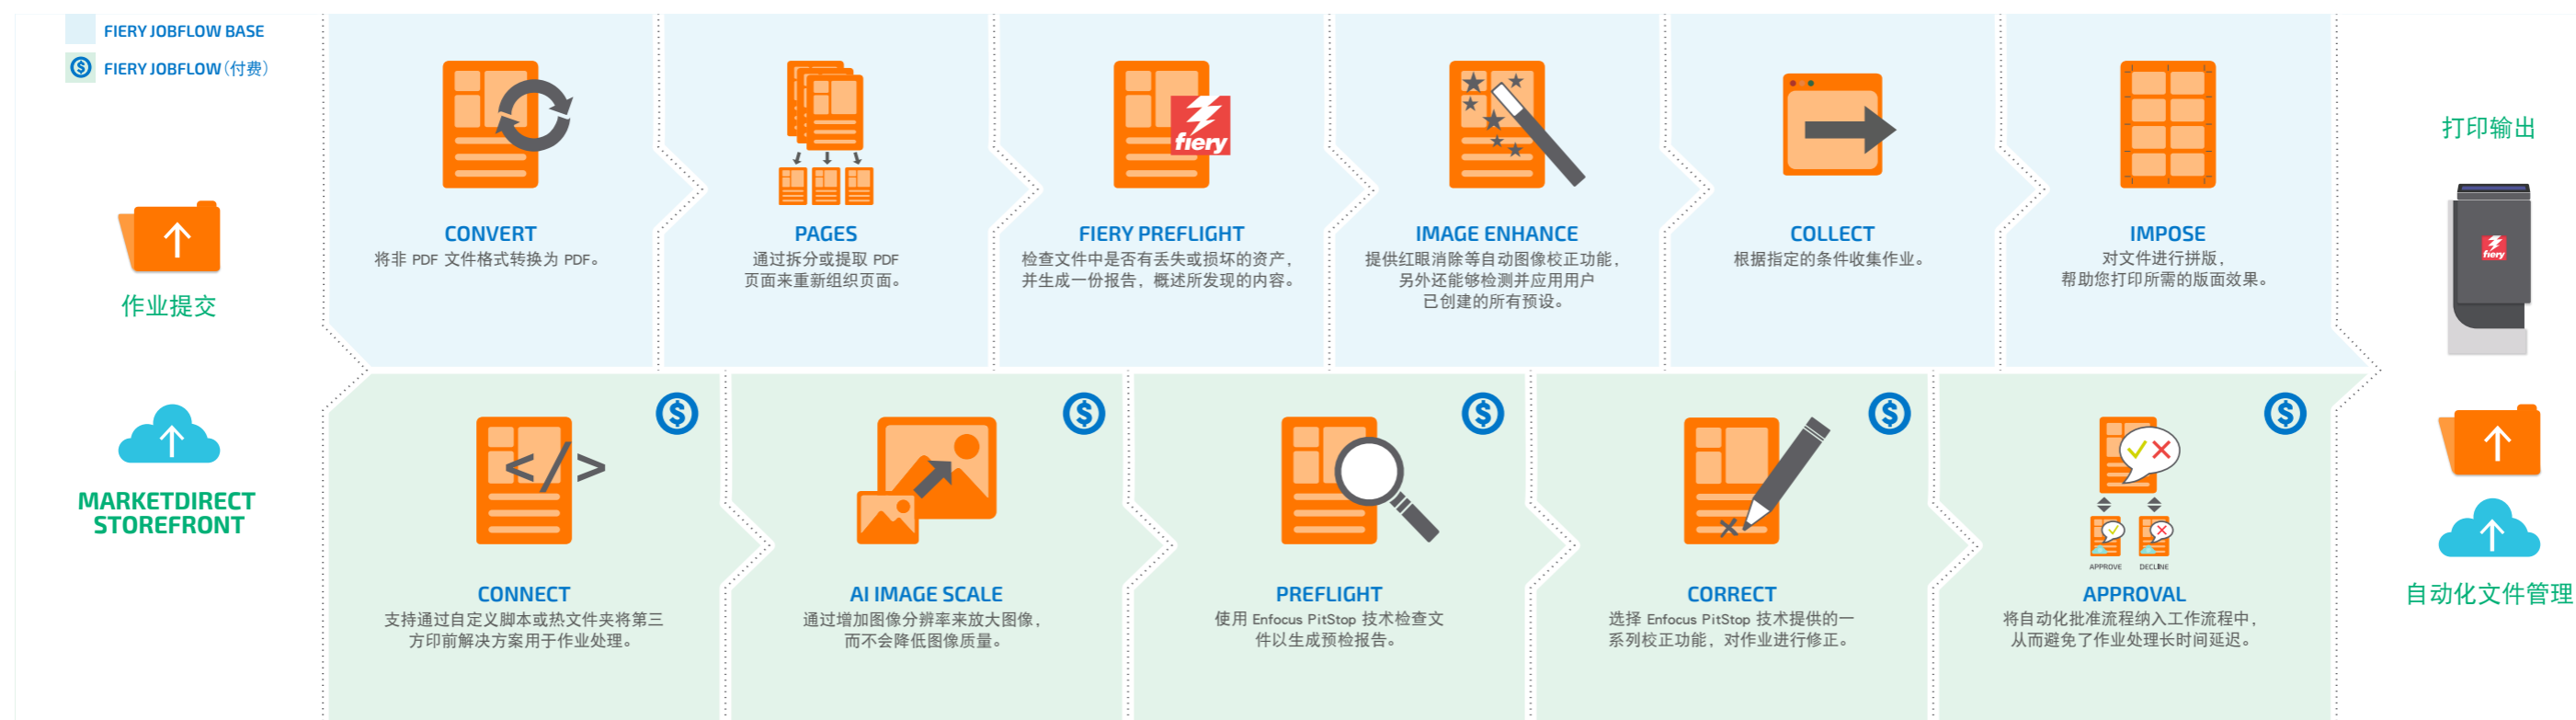 FIERY JOBFLOW BASE
FIERY JOBFLOW（付费）
作业提交
MARKETDIRECT
STOREFRONT
CONVERT
将非 PDF 文件格式转换为 PDF。
PAGES
通过拆分或提取 PDF
页面来重新组织页面。
fiery
FIERY PREFLIGHT
检查文件中是否有丢失或损坏的资产，
并生成一份报告，概述所发现的内容。
IMAGE ENHANCE
提供红眼消除等自动图像校正功能，
另外还能够检测并应用用户
已创建的所有预设。
COLLECT
根据指定的条件收集作业。
IMPOSE
对文件进行拼版，
帮助您打印所需的版面效果。
CONNECT
支持通过自定义脚本或热文件夹将第三
方印前解决方案用于作业处理。
AI IMAGE SCALE
通过增加图像分辨率来放大图像，
而不会降低图像质量。
PREFLIGHT
使用 Enfocus PitStop 技术检查文
件以生成预检报告。
CORRECT
选择 Enfocus PitStop 技术提供的一
系列校正功能，对作业进行修正。
APPROVE
DECLINE
APPROVAL
将自动化批准流程纳入工作流程中，
从而避免了作业处理长时间延迟。
打印输出
fiery
自动化文件管理